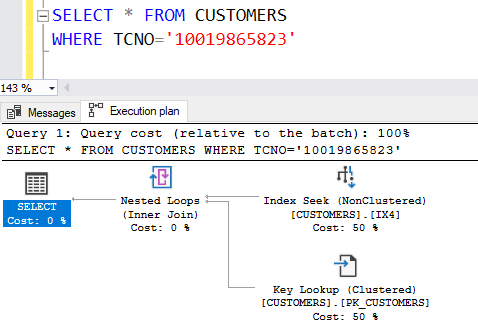 SELECT * FROM CUSTOMERS
WHERE TCNO='10019865823'
143 %
Messages
Execution plan
Query 1: Query cost (relative to the batch): 100%
SELECT * FROM CUSTOMERS WHERE TCNO='10019865823'
SELECT
Cost: 0 %
Nested Loops
(Inner Join)
Cost: 0 %
Index Seek (NonClustered)
[CUSTOMERS].[IX4]
Cost: 50 %
Key Lookup (Clustered)
[CUSTOMERS].[PK_CUSTOMERS]
Cost: 50 %